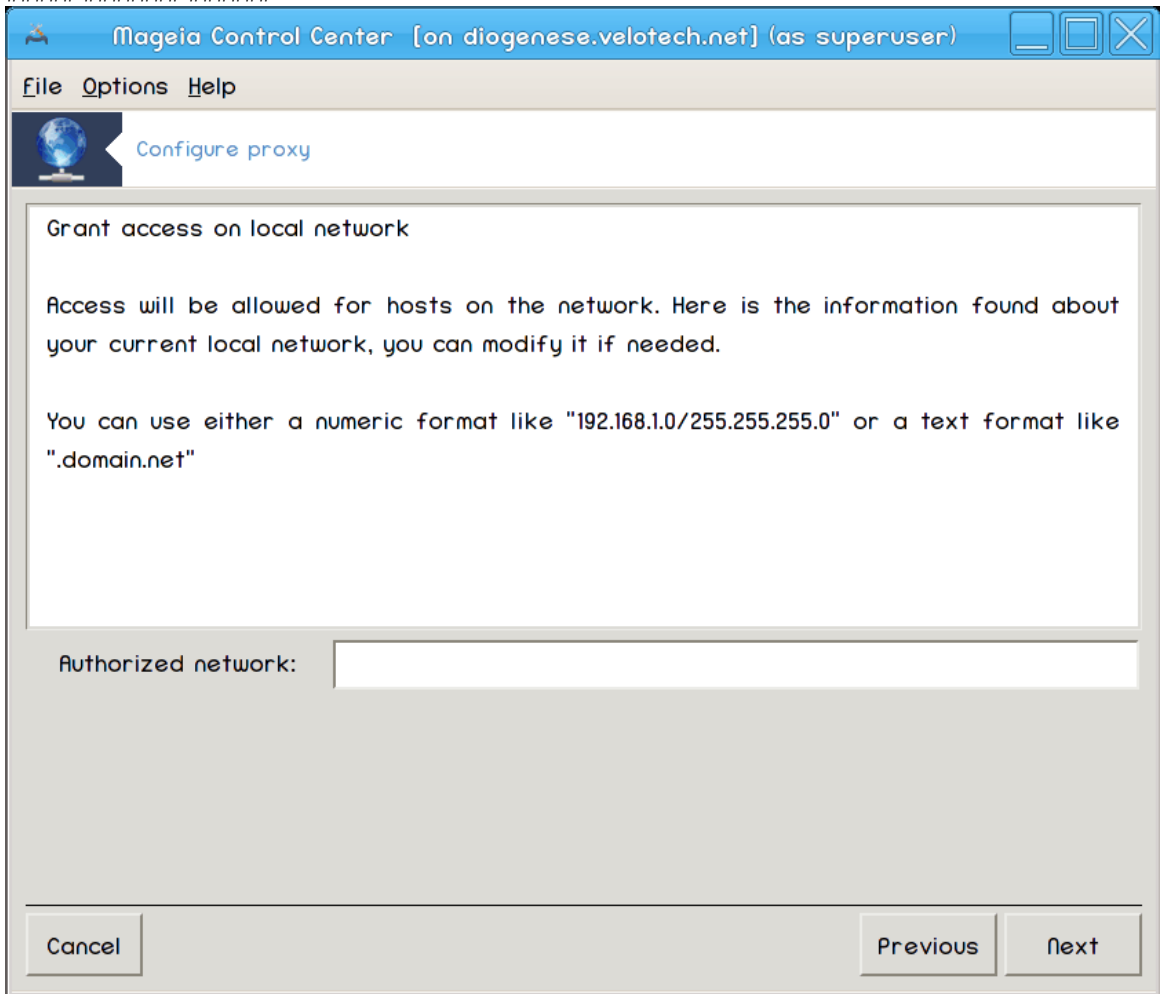 Mageia Control Center [on diogenese.velotech.net] (as superuser)
File Options Help
Configure proxy
Grant access on local network
Access will be allowed for hosts on the network. Here is the information found about
your current local network, you can modify it if needed.
You can use either a numeric format like "192.168.1.0/255.255.255.0" or a text format like
".domain.net"
Authorized network:
Cancel Previous Next